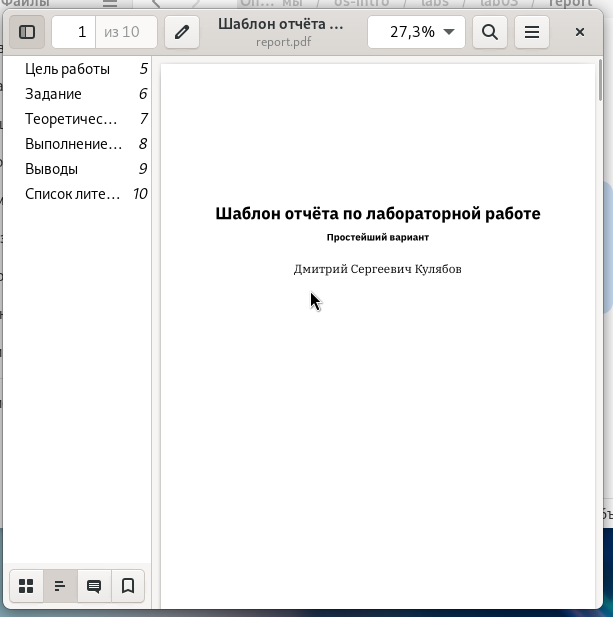 Файлы
os-intro / labs / lab03 / report
1 из 10
Шаблон отчёта ...
report.pdf
27,3%
Цель работы 5
Задание 6
Теоретичес... 7
Выполнение... 8
Выводы 9
Список лите... 10
Шаблон отчёта по лабораторной работе
Простейший вариант
Дмитрий Сергеевич Кулябов